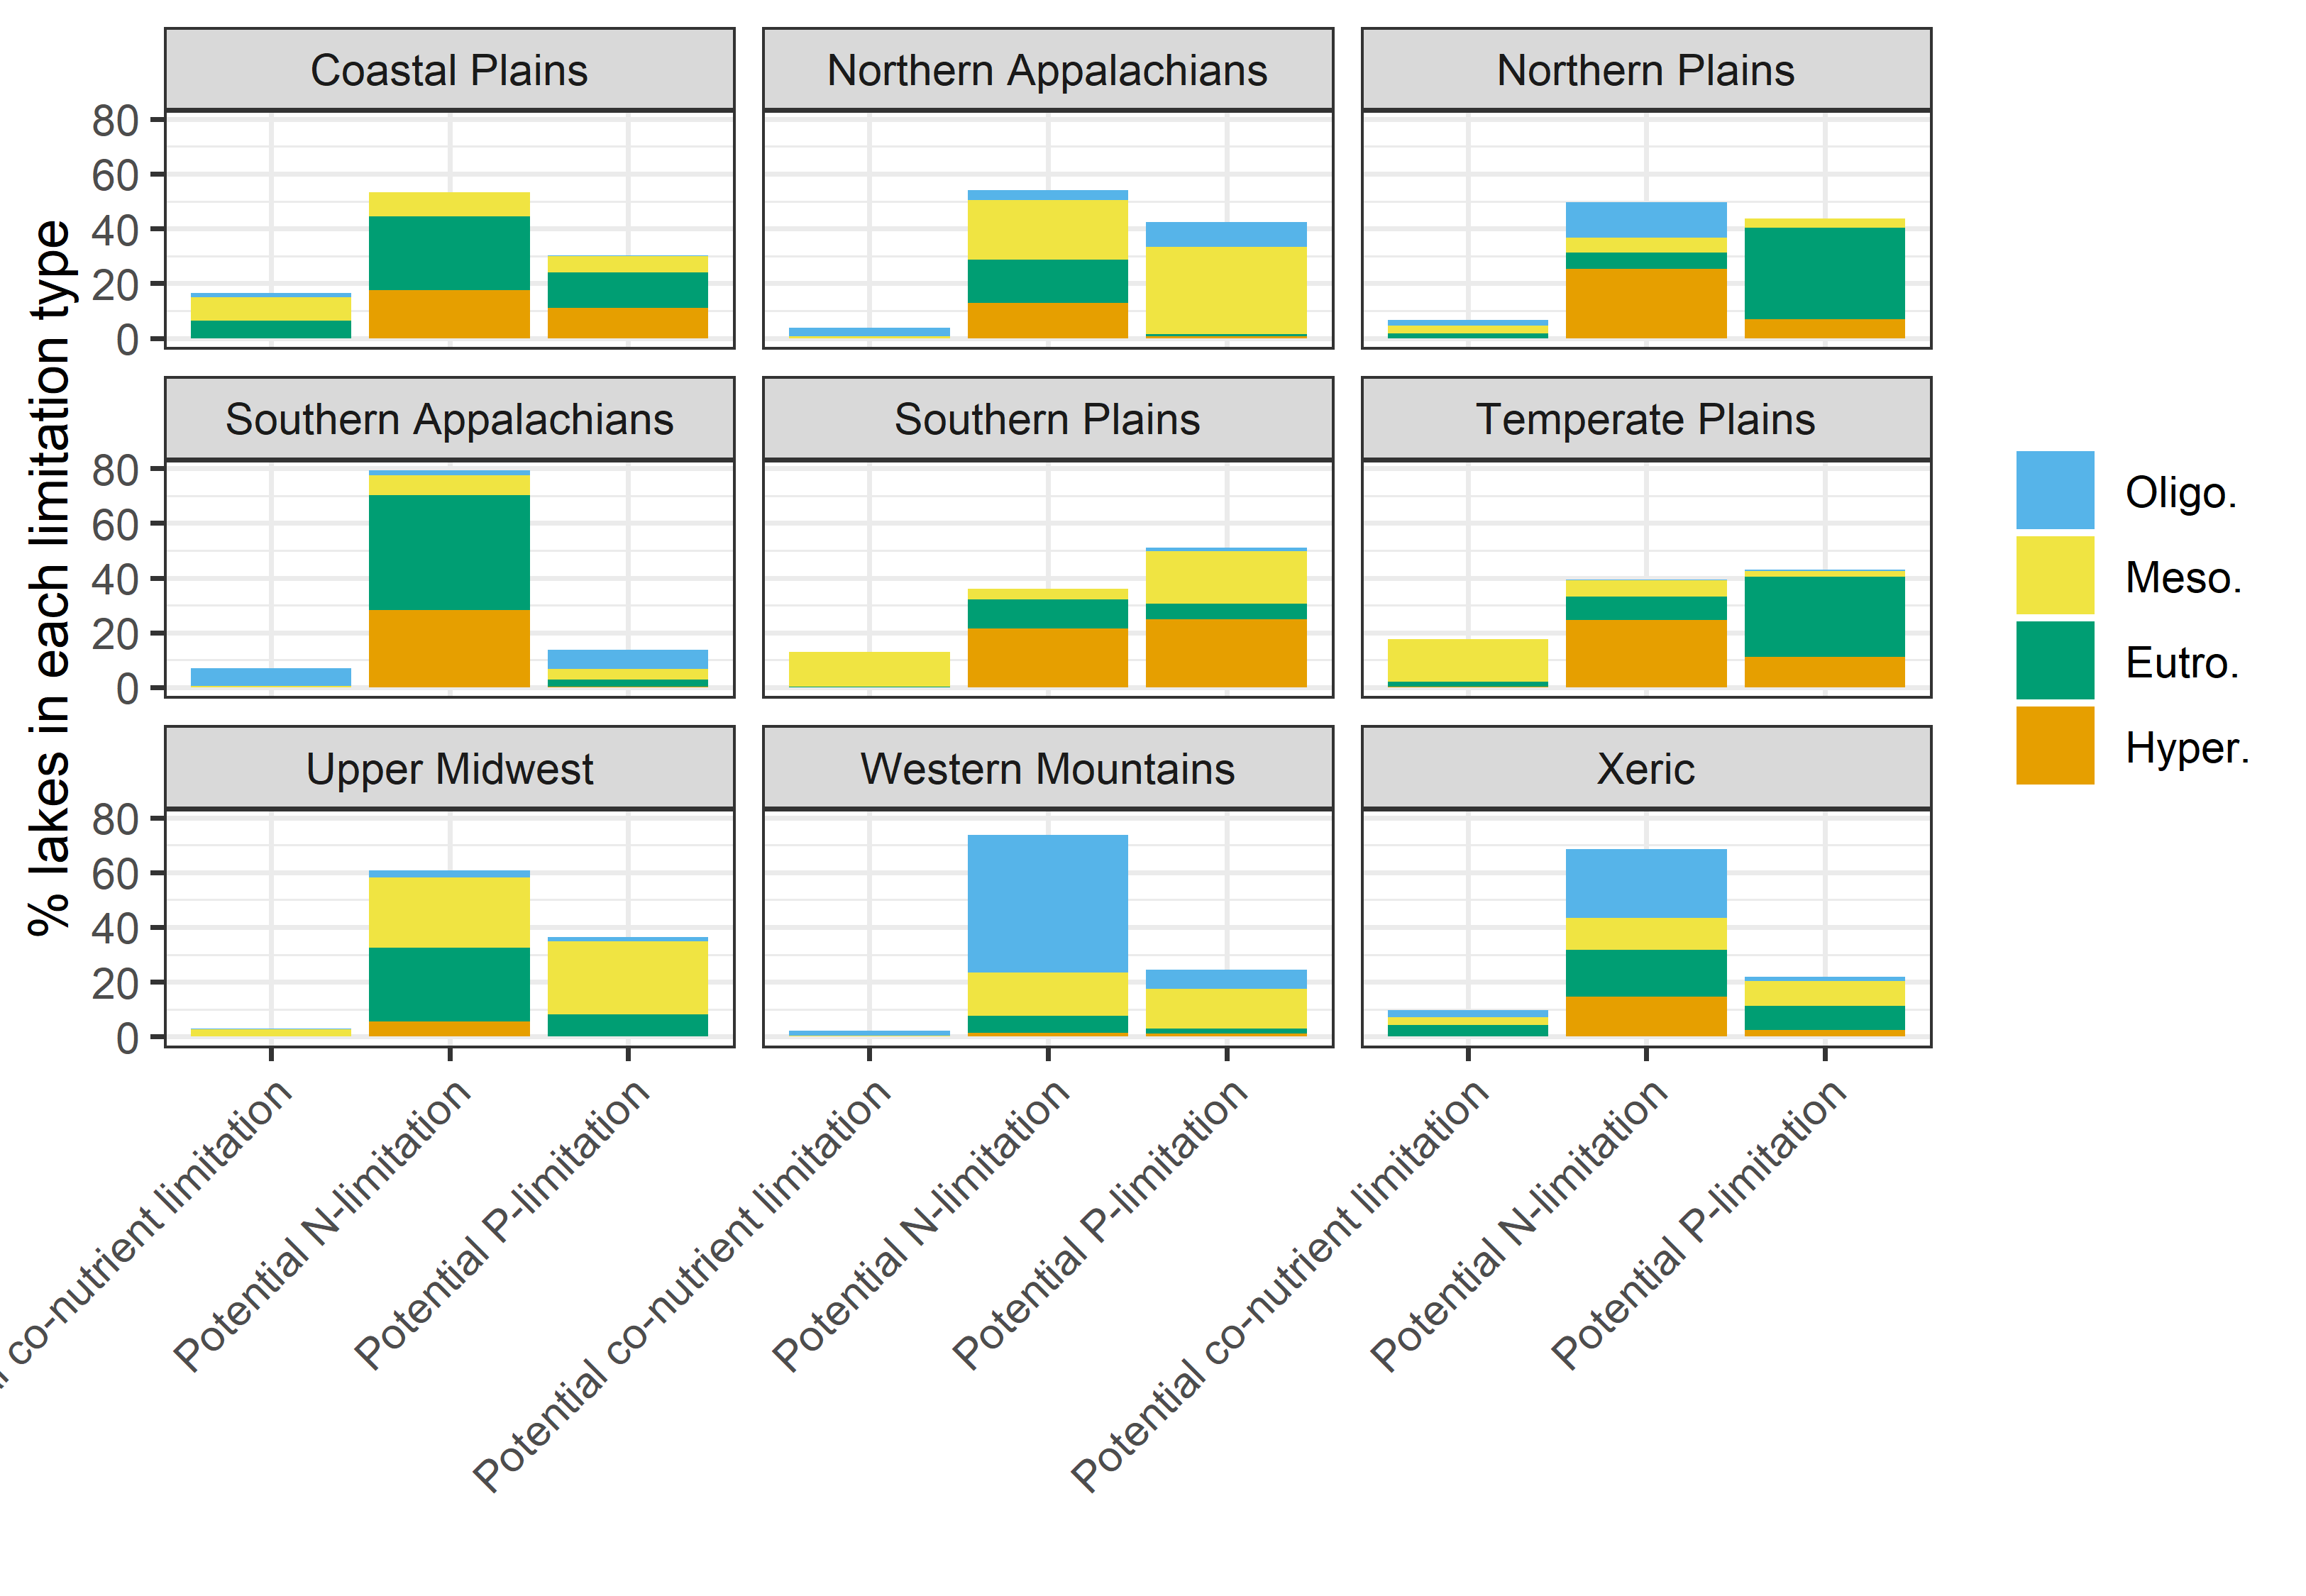 Coastal Plains
Northern Appalachians
Northern Plains
80
60
40
20
0
Southern Appalachians
Southern Plains
Temperate Plains
80
60
40
20
0
Upper Midwest
Western Mountains
Xeric
80
60
40
20
0
% lakes in each limitation type
co-nutrient limitation
Potential N-limitation
Potential P-limitation
Potential co-nutrient limitation
Potential N-limitation
Potential P-limitation
Potential co-nutrient limitation
Potential N-limitation
Potential P-limitation
Oligo.
Meso.
Eutro.
Hyper.